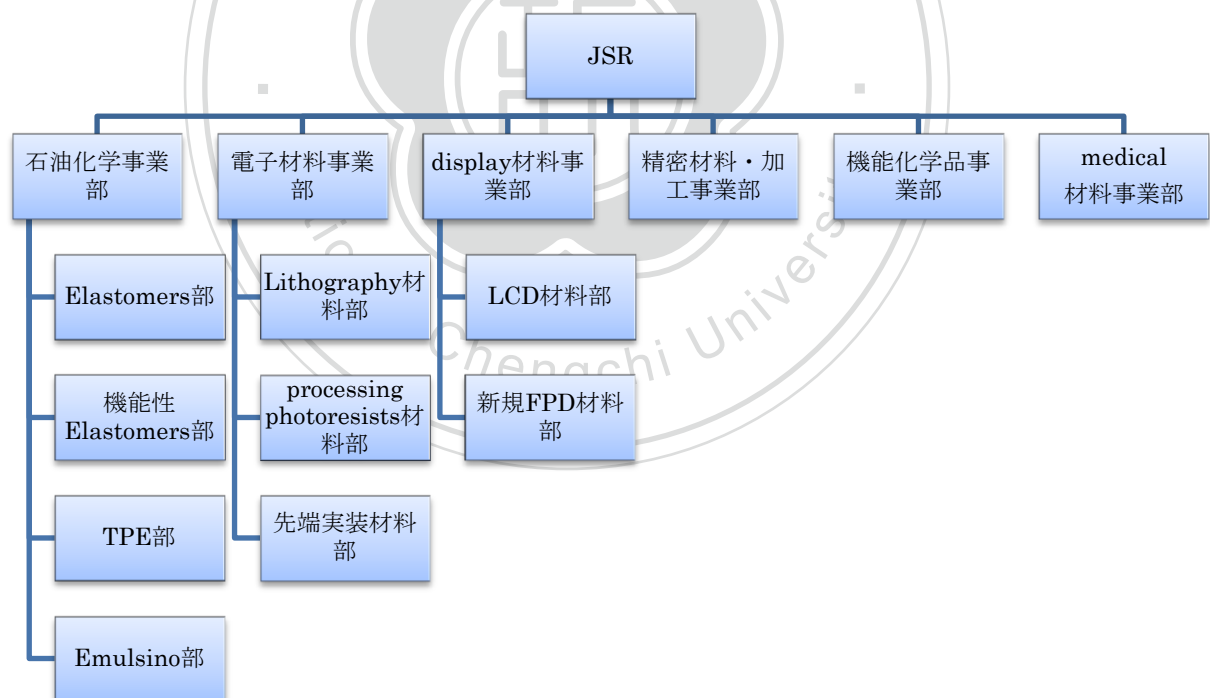 JSR
石油化学事業
部
電子材料事業
部
display材料事
業部
精密材料・加
工事業部
機能化学品事
業部
medical
材料事業部
Elastomers部
機能性
Elastomers部
TPE部
Emulsino部
Lithography材
料部
processing
photoresists材
料部
先端実装材料
部
LCD材料部
新規FPD材料
部
Chengchi Universi